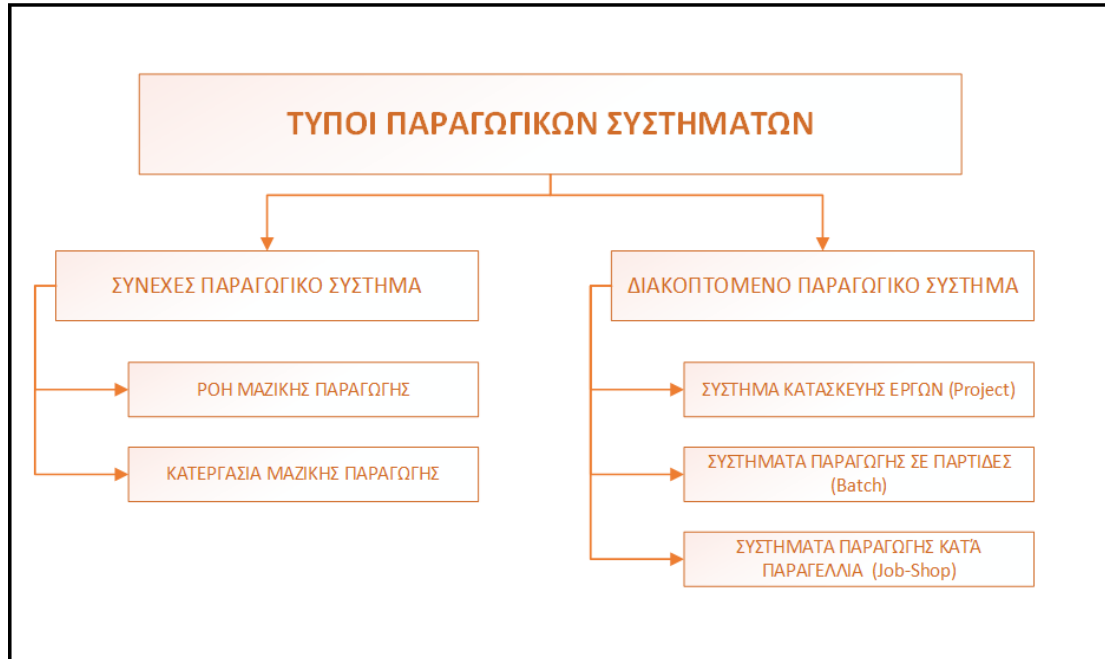 ΤΥΠΟΙ ΠΑΡΑΓΩΓΙΚΩΝ ΣΥΣΤΗΜΑΤΩΝ
ΣΥΝΕΧΕΣ ΠΑΡΑΓΩΓΙΚΟ ΣΥΣΤΗΜΑ
ΡΟΗ ΜΑΖΙΚΗΣ ΠΑΡΑΓΩΓΗΣ
ΚΑΤΕΡΓΑΣΙΑ ΜΑΖΙΚΗΣ ΠΑΡΑΓΩΓΗΣ
ΔΙΑΚΟΠΤΟΜΕΝΟ ΠΑΡΑΓΩΓΙΚΟ ΣΥΣΤΗΜΑ
ΣΥΣΤΗΜΑ ΚΑΤΑΣΚΕΥΗΣ ΕΡΓΩΝ (Project)
ΣΥΣΤΗΜΑΤΑ ΠΑΡΑΓΩΓΗΣ ΣΕ ΠΑΡΤΙΔΕΣ
(Batch)
ΣΥΣΤΗΜΑΤΑ ΠΑΡΑΓΩΓΗΣ ΚΑΤΆ
ΠΑΡΑΓΕΛΛΙΑ (Job-Shop)